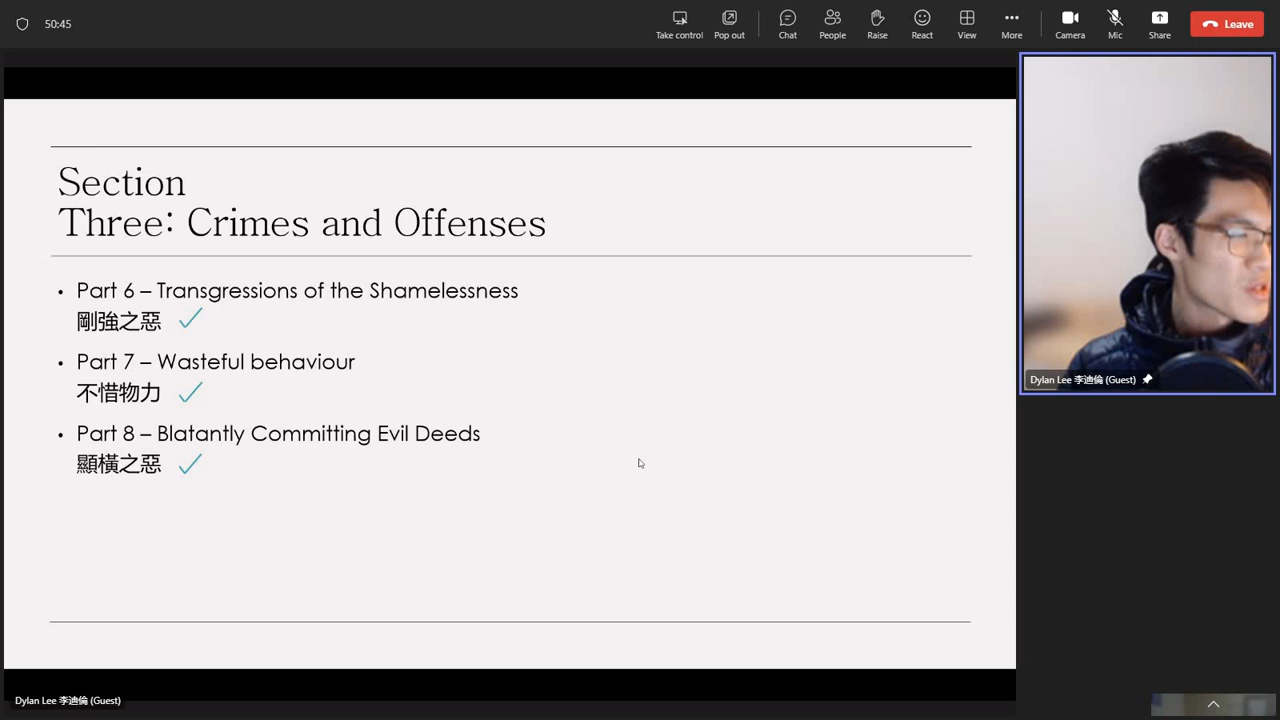 50:45
Take control
Pop out
Chat
People
Raise
React
View
More
Camera
Mic
Share
Leave
Section
Three: Crimes and Offenses
• Part 6 – Transgressions of the Shamelessness
剛強之惡
• Part 7 – Wasteful behaviour
不惜物力
• Part 8 – Blatantly Committing Evil Deeds
顯橫之惡
Dylan Lee 李迪倫 (Guest)
Dylan Lee 李迪倫 (Guest)